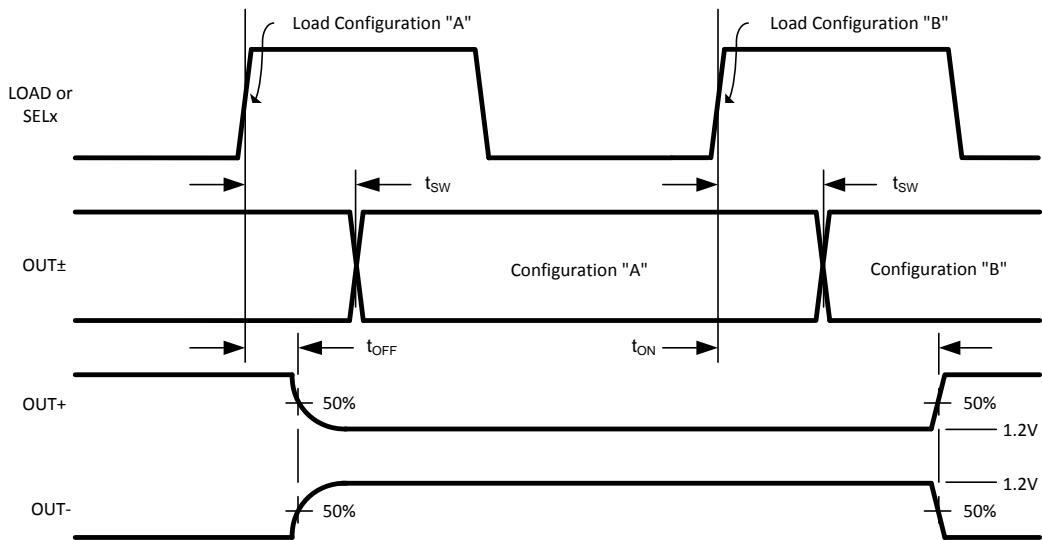 Load Configuration "A"
Load Configuration "B"
LOAD or
SELx
tSW
tSW
OUT±
Configuration "A"
Configuration "B"
tOFF
tON
OUT+
50%
50%
1.2V
1.2V
OUT-
50%
50%